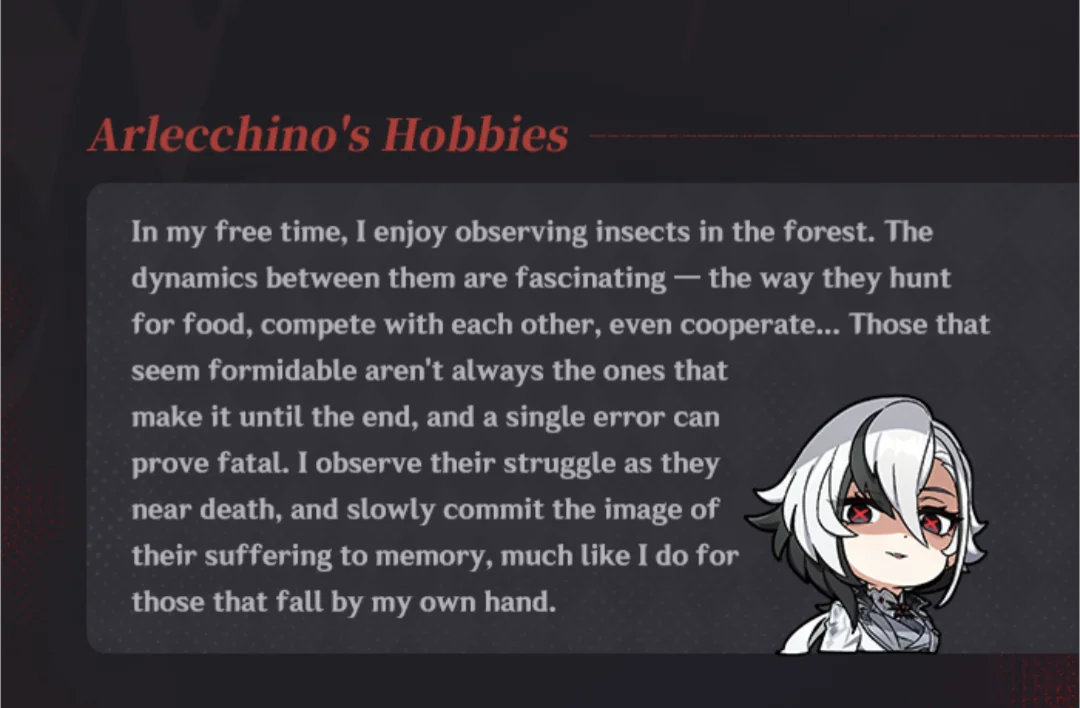 Arlecchino's Hobbies
In my free time, I enjoy observing insects in the forest. The
dynamics between them are fascinating — the way they hunt
for food, compete with each other, even cooperate... Those that
seem formidable aren't always the ones that
make it until the end, and a single error can
prove fatal. I observe their struggle as they
near death, and slowly commit the image of
their suffering to memory, much like I do for
those that fall by my own hand.